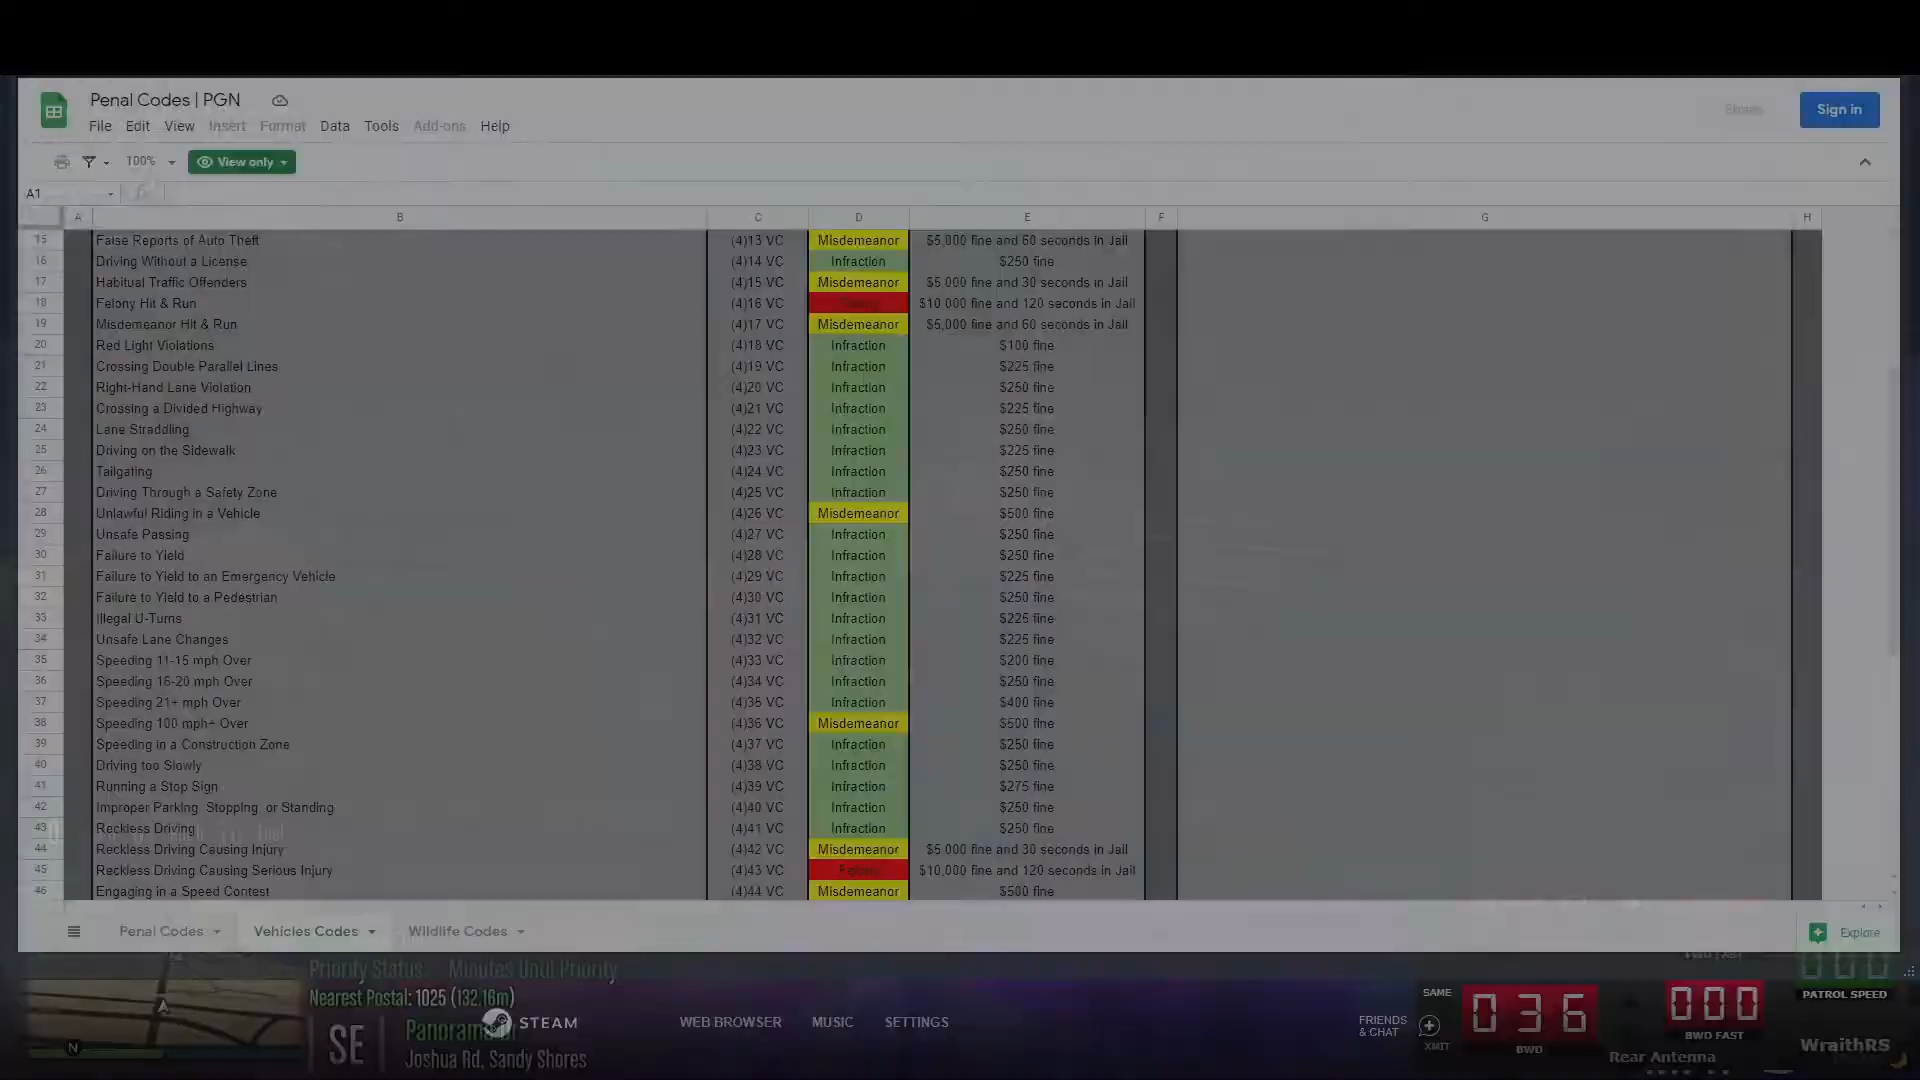 Penal Codes | PGN
Sign in
File Edit View Insert Format Data Tools Add-ons Help
100% View only
A1
A B C D E F G H
15 False Reports of Auto Theft (4)13 VC Misdemeanor $5,000 fine and 60 seconds in Jail
16 Driving Without a License (4)14 VC Infraction $250 fine
17 Habitual Traffic Offenders (4)15 VC Misdemeanor $5 000 fine and 30 seconds in Jail
18 Felony Hit & Run (4)16 VC $10 000 fine and 120 seconds in Jail
19 Misdemeanor Hit & Run (4)17 VC Misdemeanor $5,000 fine and 60 seconds in Jail
20 Red Light Violations (4)18 VC Infraction $100 fine
21 Crossing Double Parallel Lines (4)19 VC Infraction $225 fine
22 Right-Hand Lane Violation (4)20 VC Infraction $250 fine
23 Crossing a Divided Highway (4)21 VC Infraction $225 fine
24 Lane Straddling (4)22 VC Infraction $250 fine
25 Driving on the Sidewalk (4)23 VC Infraction $225 fine
26 Tailgating (4)24 VC Infraction $250 fine
27 Driving Through a Safety Zone (4)25 VC Infraction $250 fine
28 Unlawful Riding in a Vehicle (4)26 VC Misdemeanor $500 fine
29 Unsafe Passing (4)27 VC Infraction $250 fine
30 Failure to Yield (4)28 VC Infraction $250 fine
31 Failure to Yield to an Emergency Vehicle (4)29 VC Infraction $225 fine
32 Failure to Yield to a Pedestrian (4)30 VC Infraction $250 fine
33 Illegal U-Turns (4)31 VC Infraction $225 fine
34 Unsafe Lane Changes (4)32 VC Infraction $225 fine
35 Speeding 11-15 mph Over (4)33 VC Infraction $200 fine
36 Speeding 16-20 mph Over (4)34 VC Infraction $250 fine
37 Speeding 21+ mph Over (4)35 VC Infraction $400 fine
38 Speeding 100 mph+ Over (4)36 VC Misdemeanor $500 fine
39 Speeding in a Construction Zone (4)37 VC Infraction $250 fine
40 Driving too Slowly (4)38 VC Infraction $250 fine
41 Running a Stop Sign (4)39 VC Infraction $275 fine
42 Improper Parking Stopping or Standing (4)40 VC Infraction $250 fine
43 Reckless Driving (4)41 VC Infraction $250 fine
44 Reckless Driving Causing Injury (4)42 VC Misdemeanor $5 000 fine and 30 seconds in Jail
45 Reckless Driving Causing Serious Injury (4)43 VC Felony $10,000 fine and 120 seconds in Jail
46 Engaging in a Speed Contest (4)44 VC Misdemeanor $500 fine
Penal Codes Vehicles Codes Wildlife Codes Explore
Priority Status: Minutes Until Priority
Nearest Postal: 1025 (132.16m)
SE Panorama
Joshua Rd, Sandy Shores
N
STEAM
WEB BROWSER MUSIC SETTINGS
FRIENDS & CHAT
SAME
XMIT
036
BWD
000
BWD FAST
000
PATROL SPEED
Rear Antenna
WraithRS